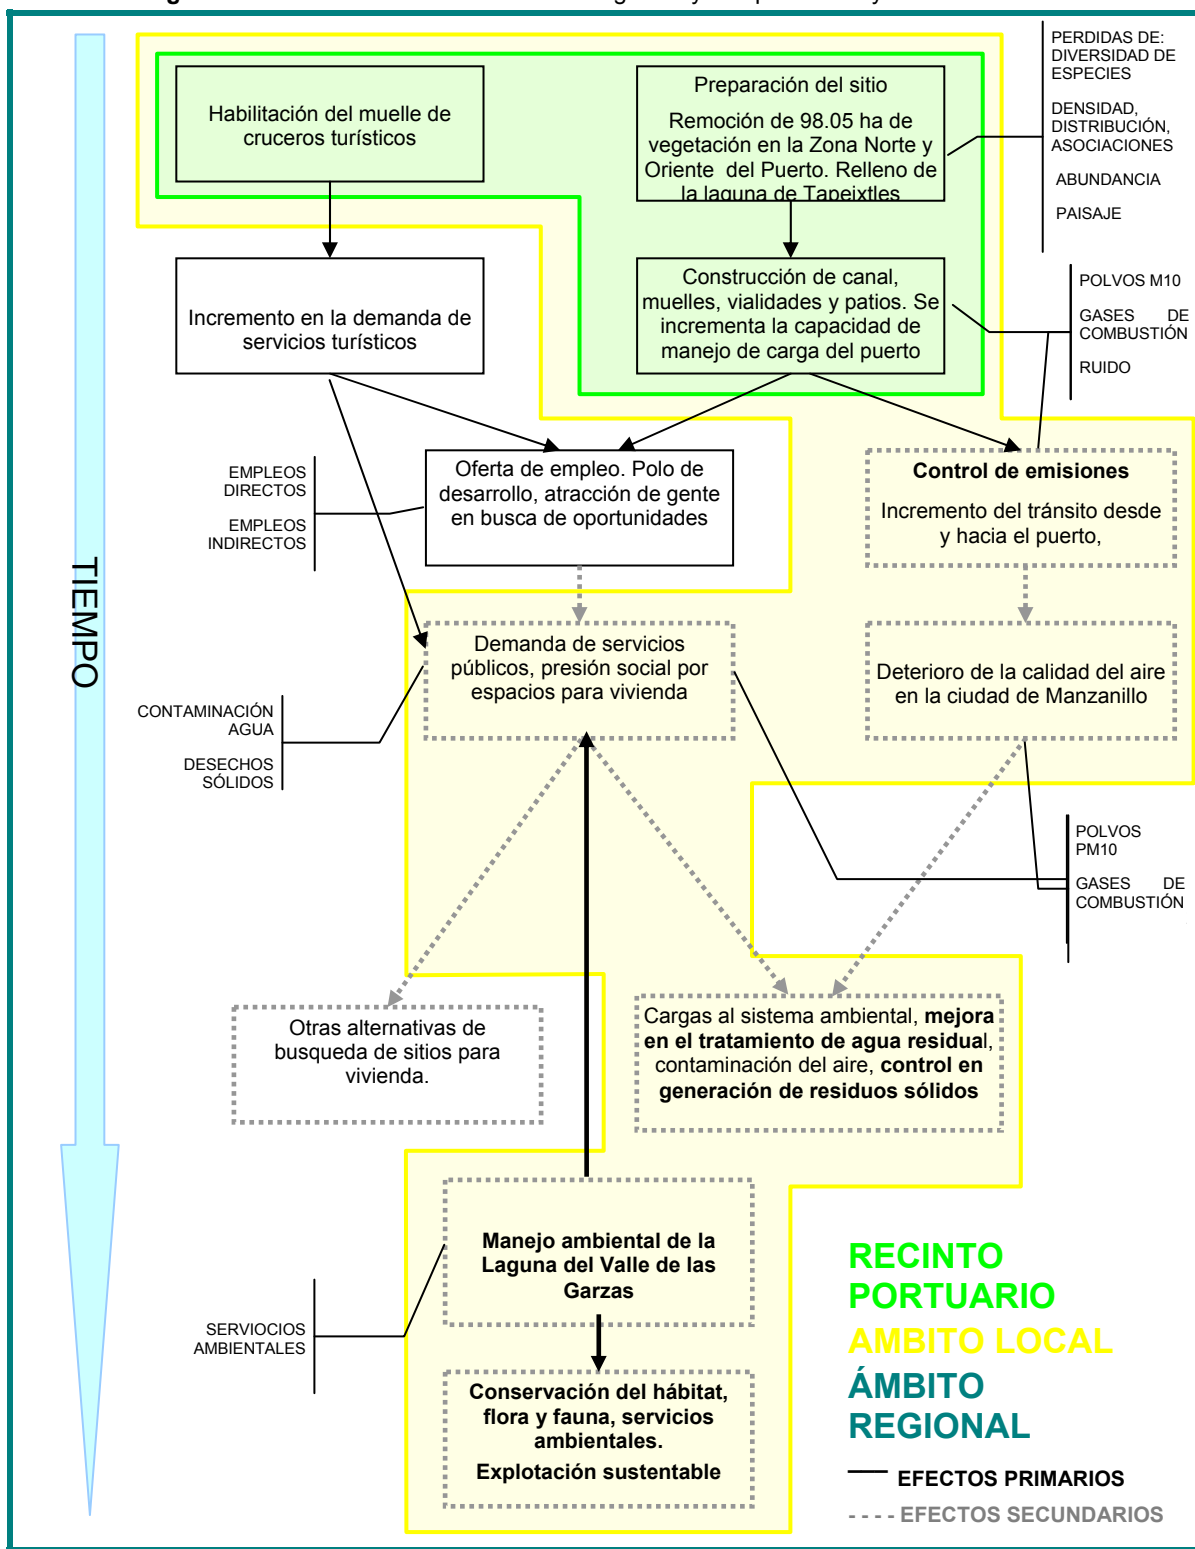 PERDIDAS DE:
DIVERSIDAD DE
ESPECIES
DENSIDAD,
DISTRIBUCIÓN,
ASOCIACIONES
ABUNDANCIA
PAISAJE
Habilitación del muelle de
cruceros turísticos
Preparación del sitio
Remoción de 98.05 ha de
vegetación en la Zona Norte y
Oriente del Puerto. Relleno de
la laguna de Tapeixtles
Incremento en la demanda de
servicios turísticos
Construcción de canal,
muelles, vialidades y patios. Se
incrementa la capacidad de
manejo de carga del puerto
POLVOS M10
GASES DE
COMBUSTIÓN
RUIDO
EMPLEOS
DIRECTOS
EMPLEOS
INDIRECTOS
Oferta de empleo. Polo de
desarrollo, atracción de gente
en busca de oportunidades
Control de emisiones
Incremento del tránsito desde
y hacia el puerto,
TIEMPO
Demanda de servicios
públicos, presión social por
espacios para vivienda
Deterioro de la calidad del aire
en la ciudad de Manzanillo
CONTAMINACIÓN
AGUA
DESECHOS
SÓLIDOS
POLVOS
PM10
GASES DE
COMBUSTIÓN
Otras alternativas de
busqueda de sitios para
vivienda.
Cargas al sistema ambiental, mejora
en el tratamiento de agua residual,
contaminación del aire, control en
generación de residuos sólidos
Manejo ambiental de la
Laguna del Valle de las
Garzas
SERVIOCIOS
AMBIENTALES
Conservación del hábitat,
flora y fauna, servicios
ambientales.
Explotación sustentable
RECINTO
PORTUARIO
AMBITO LOCAL
ÁMBITO
REGIONAL
EFECTOS PRIMARIOS
- - - - EFECTOS SECUNDARIOS